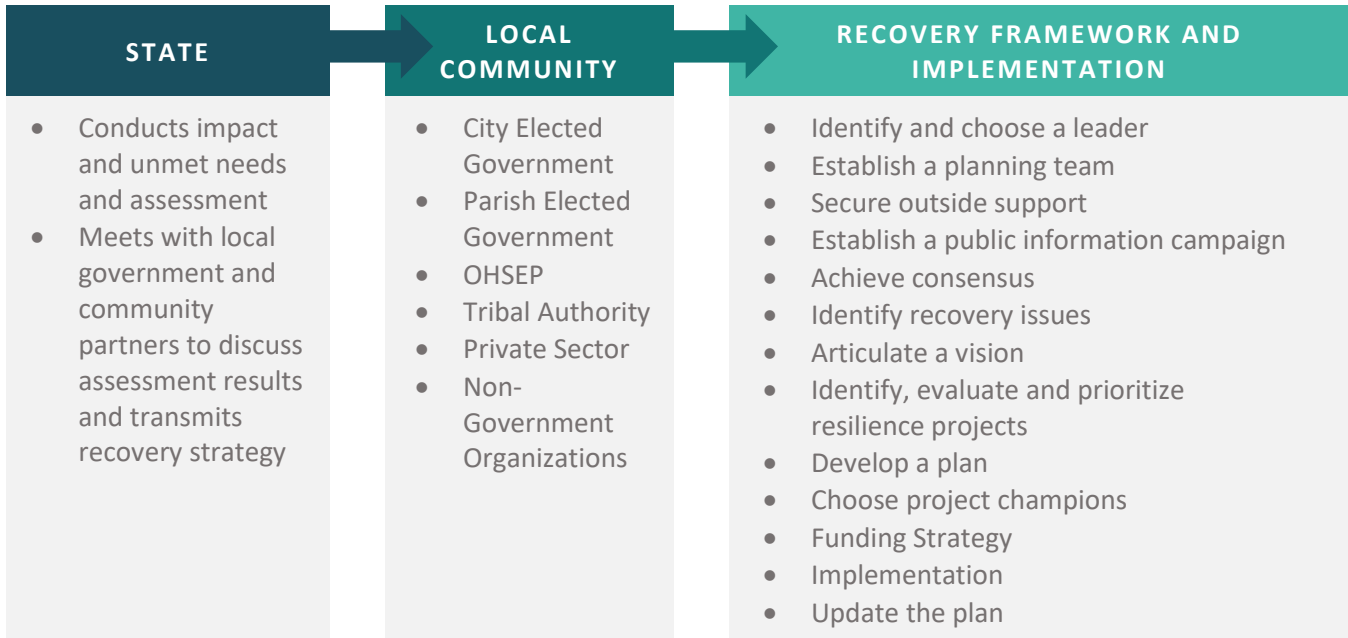 STATE
• Conducts impact
and unmet needs
and assessment
• Meets with local
government and
community
partners to discuss
assessment results
and transmits
recovery strategy
LOCAL
COMMUNITY
• City Elected
Government
• Parish Elected
Government
• OHSEP
• Tribal Authority
• Private Sector
• Non-
Government
Organizations
RECOVERY FRAMEWORK AND
IMPLEMENTATION
• Identify and choose a leader
• Establish a planning team
• Secure outside support
• Establish a public information campaign
• Achieve consensus
• Identify recovery issues
• Articulate a vision
• Identify, evaluate and prioritize
resilience projects
• Develop a plan
• Choose project champions
• Funding Strategy
• Implementation
• Update the plan